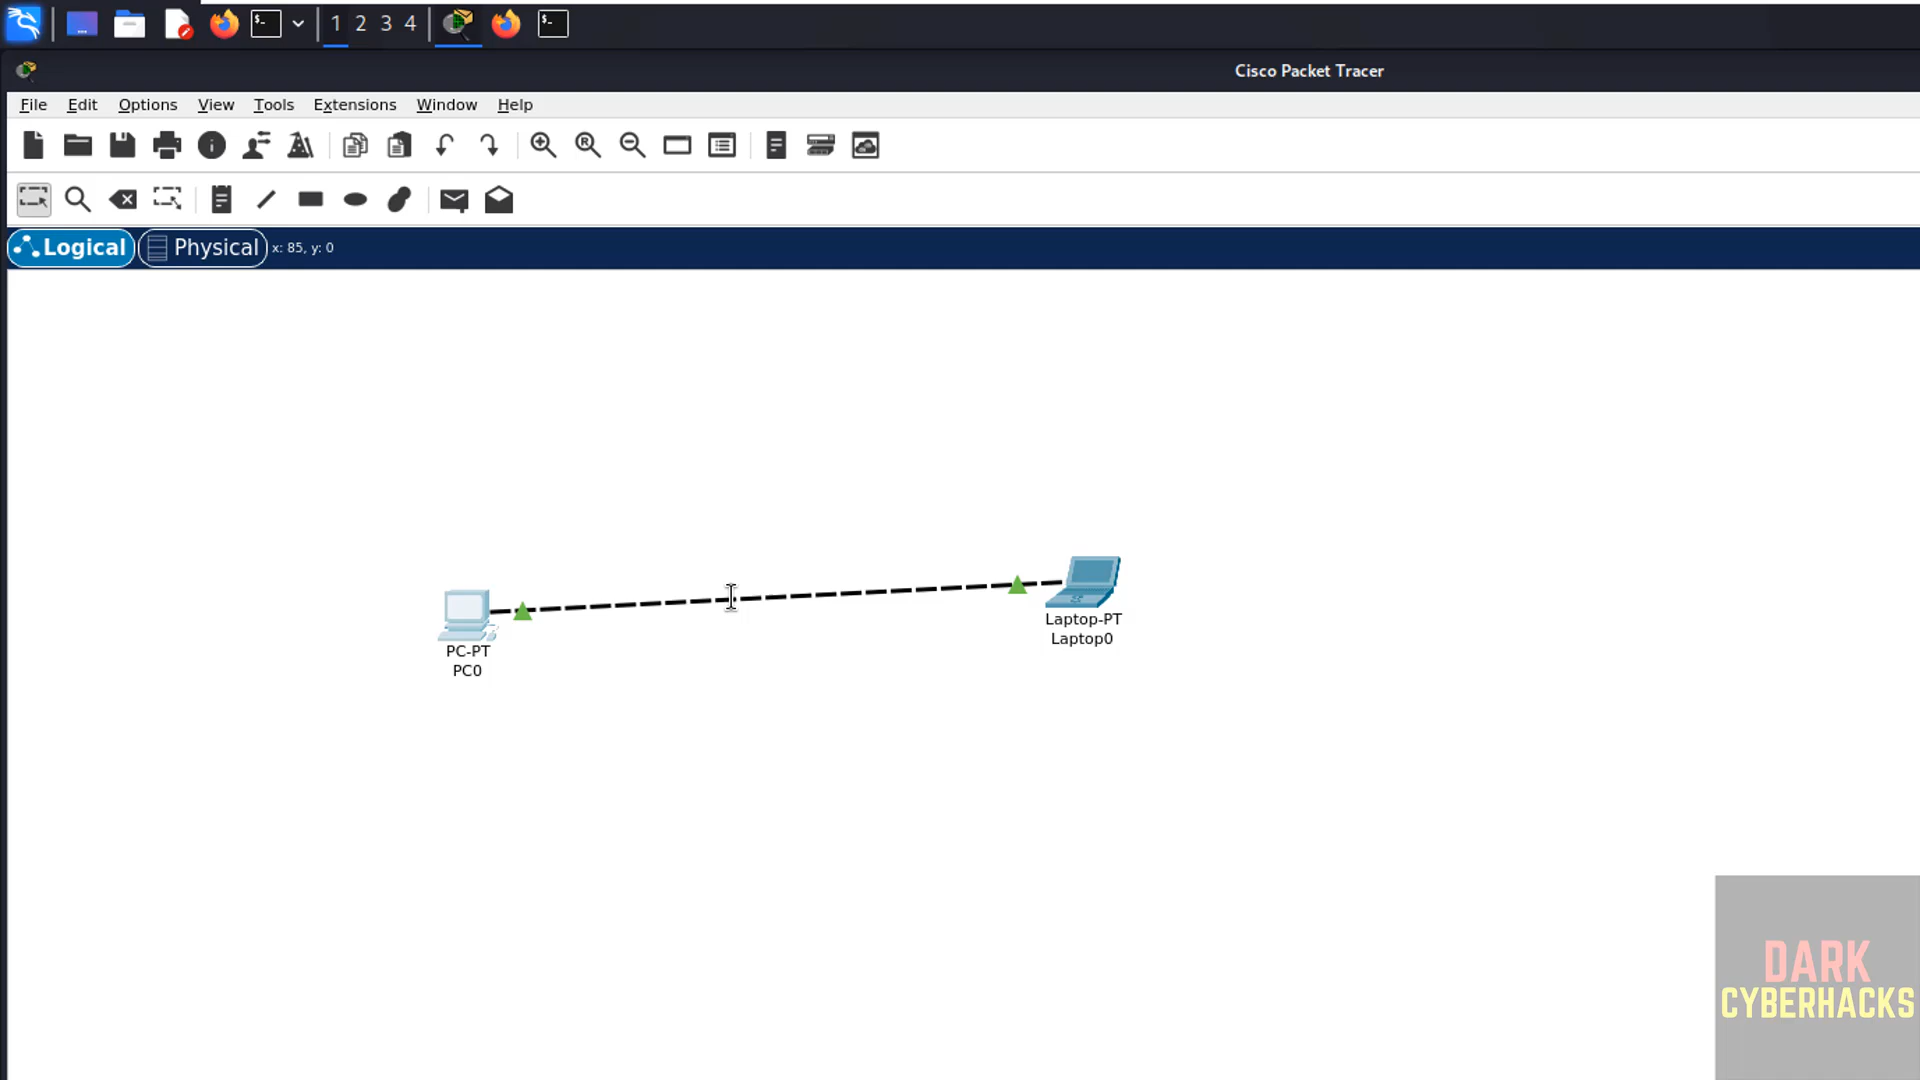 $-
1 2 3 4
$-
Cisco Packet Tracer
File Edit Options View Tools Extensions Window Help
R
Logical Physical x: 85, y: 0
PC-PT
PC0
Laptop-PT
Laptop0
DARK
CYBERHACKS